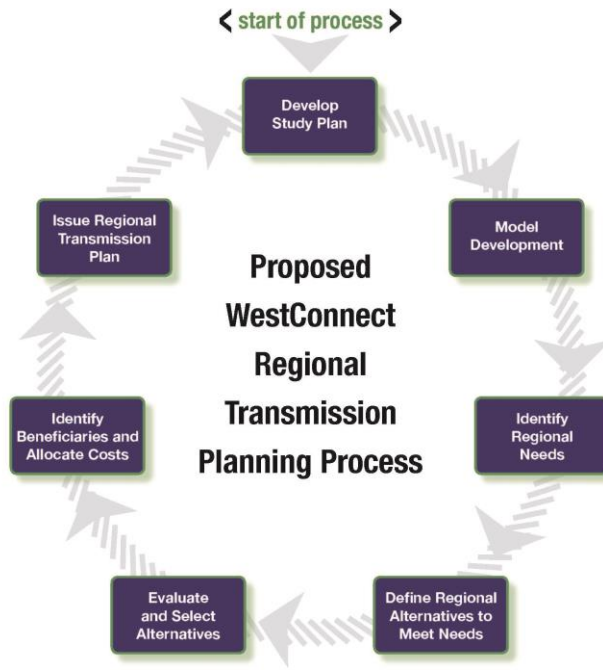 < start of process >
Develop
Study Plan
Model
Development
Identify
Regional
Needs
Define Regional
Alternatives to
Meet Needs
Evaluate
and Select
Alternatives
Identify
Beneficiaries and
Allocate Costs
Issue Regional
Transmission
Plan
Proposed
WestConnect
Regional
Transmission
Planning Process